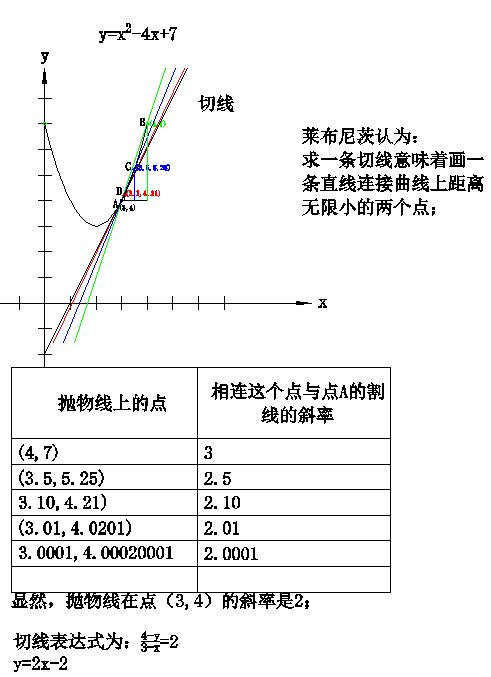 y=x²-4x+7
y
切线
B(4,7)
C(3.5,5.25)
D(3.1,4.21)
A(3,4)
x
莱布尼茨认为：
求一条切线意味着画一
条直线连接曲线上距离
无限小的两个点；
抛物线上的点 相连这个点与点A的割
线的斜率
(4,7) 3
(3.5,5.25) 2.5
3.10,4.21) 2.10
(3.01,4.0201) 2.01
3.0001,4.00020001 2.0001
显然，抛物线在点（3,4）的斜率是2；
切线表达式为：4-y/3-x=2
y=2x-2